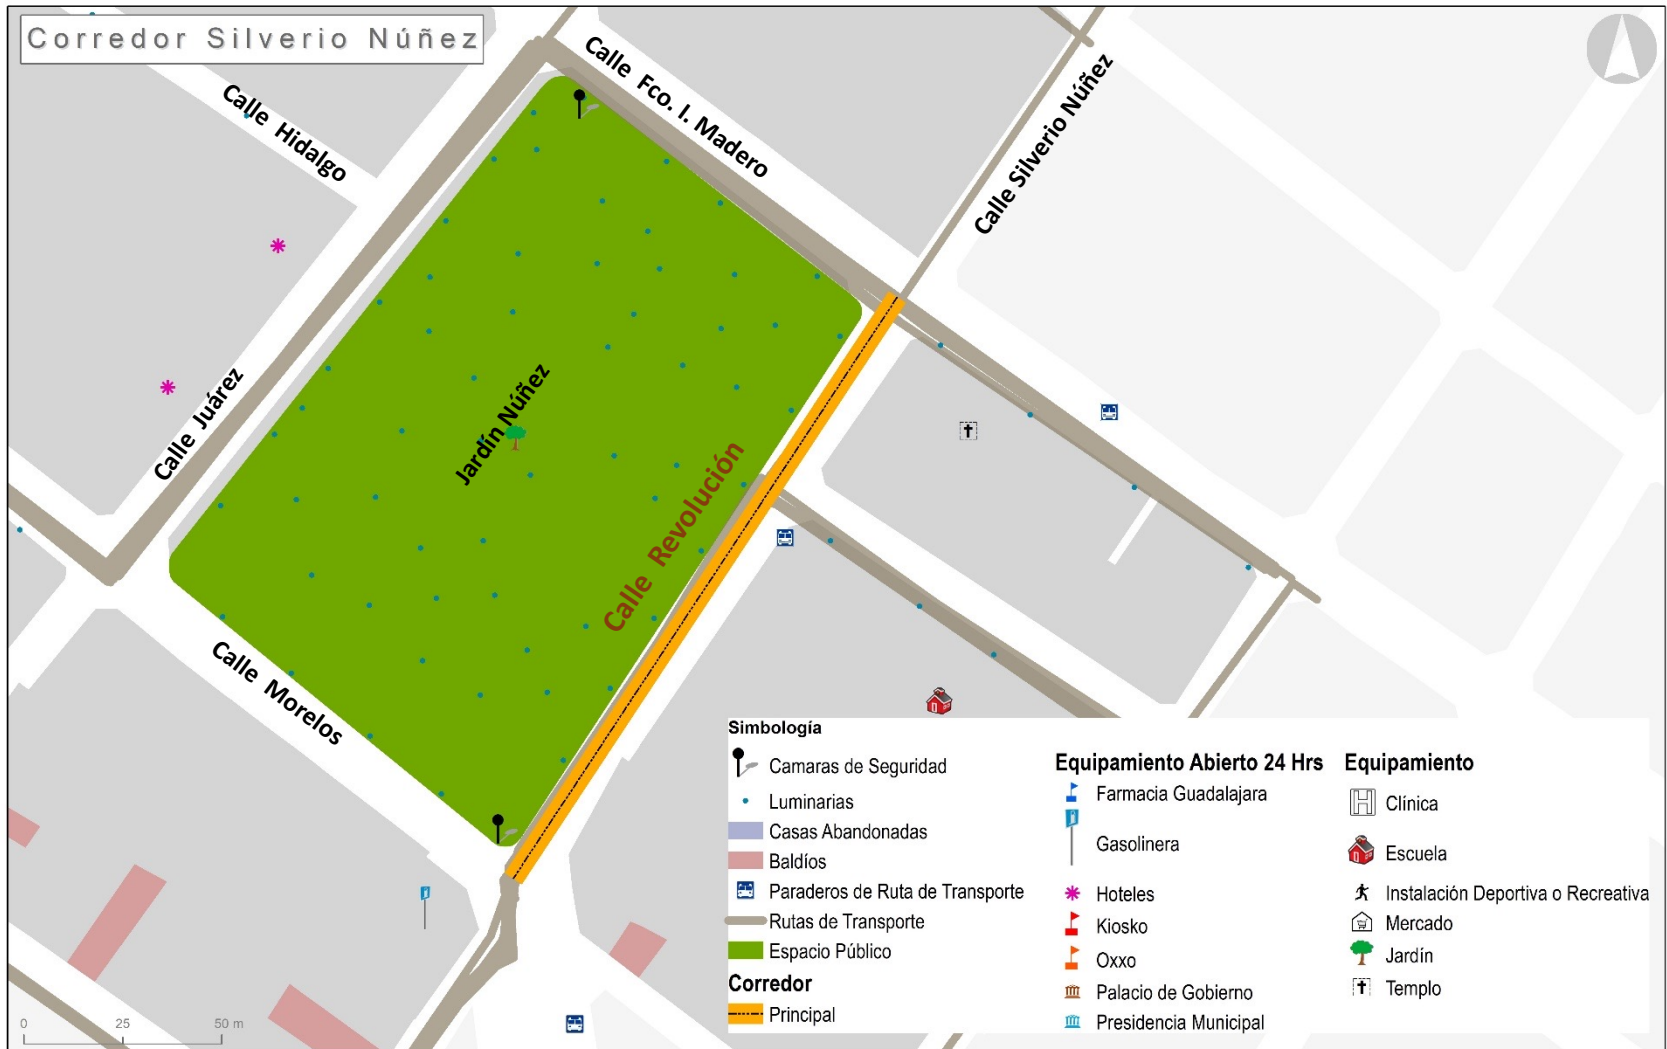 Corredor Silverio Núñez
Calle Fco. I. Madero
Calle Silverio Núñez
Calle Hidalgo
Calle Juárez
Jardín Núñez
Calle Revolución
Calle Morelos
Simbología
Camaras de Seguridad
Luminarias
Casas Abandonadas
Baldíos
Paraderos de Ruta de Transporte
Rutas de Transporte
Espacio Público
Corredor
Principal
Equipamiento Abierto 24 Hrs
Farmacia Guadalajara
Gasolinera
Hoteles
Kiosko
Oxxo
Palacio de Gobierno
Presidencia Municipal
Equipamiento
Clínica
Escuela
Instalación Deportiva o Recreativa
Mercado
Jardín
Templo
0 25 50 m